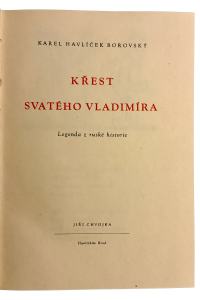 KAREL HAVLÍČEK BOROVSKÝ
KŘEST
SVATÉHO VLADIMÍRA
Legenda z ruské historie
JIŘÍ CHVOJKA
Havlíčkův Brod